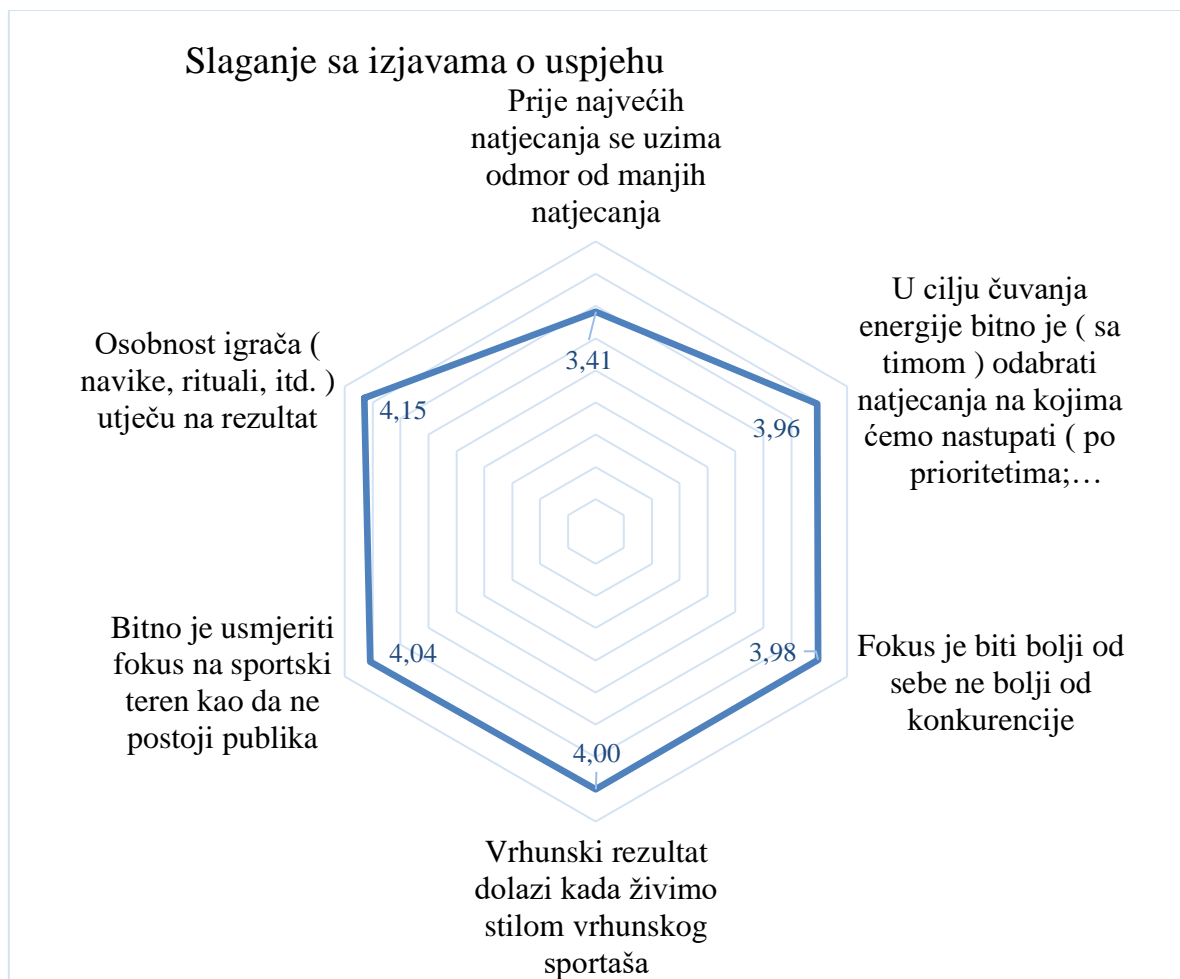 Slaganje sa izjavama o uspjehu
Prije najvećih
natjecanja se uzima
odmor od manjih
natjecanja
3,41
U cilju čuvanja
energije bitno je ( sa
timom ) odabrati
natjecanja na kojima
ćemo nastupati ( po
prioritetima;…
3,96
Fokus je biti bolji od
sebe ne bolji od
konkurencije
3,98
Vrhunski rezultat
dolazi kada živimo
stilom vrhunskog
sportaša
4,00
Bitno je usmjeriti
fokus na sportski
teren kao da ne
postoji publika
4,04
Osobnost igrača (
navike, rituali, itd. )
utječu na rezultat
4,15